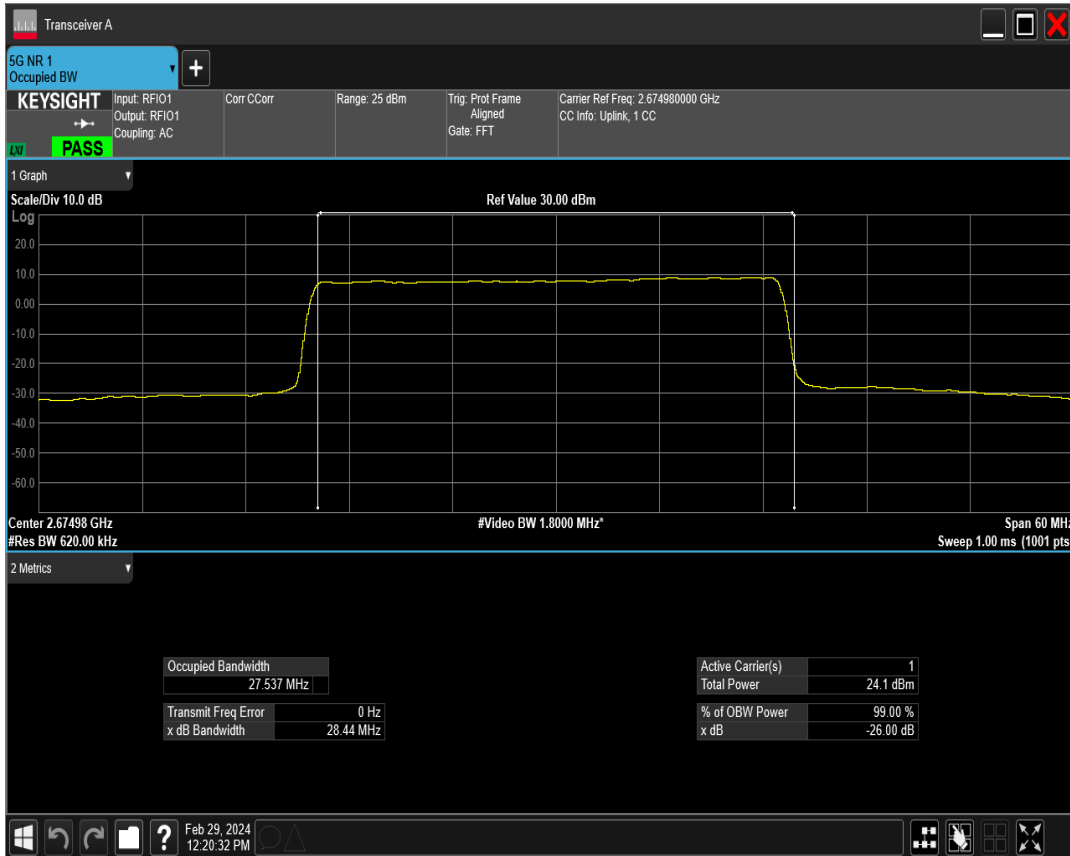 Transceiver A
5G NR 1
Occupied BW
+
KEYSIGHT
Input: RFIO1
Output: RFIO1
Coupling: AC
Corr CCorr
Range: 25 dBm
Trig: Prot Frame
Aligned
Gate: FFT
Carrier Ref Freq: 2.674980000 GHz
CC Info: Uplink, 1 CC
LXI
PASS
1 Graph
Scale/Div 10.0 dB
Ref Value 30.00 dBm
Log
20.0
10.0
0.00
-10.0
-20.0
-30.0
-40.0
-50.0
-60.0
Center 2.67498 GHz
#Video BW 1.8000 MHz*
Span 60 MHz
#Res BW 620.00 kHz
Sweep 1.00 ms (1001 pts
2 Metrics
Occupied Bandwidth
27.537 MHz
Transmit Freq Error 0 Hz
x dB Bandwidth 28.44 MHz
Active Carrier(s) 1
Total Power 24.1 dBm
% of OBW Power 99.00 %
x dB -26.00 dB
?
Feb 29, 2024
12:20:32 PM